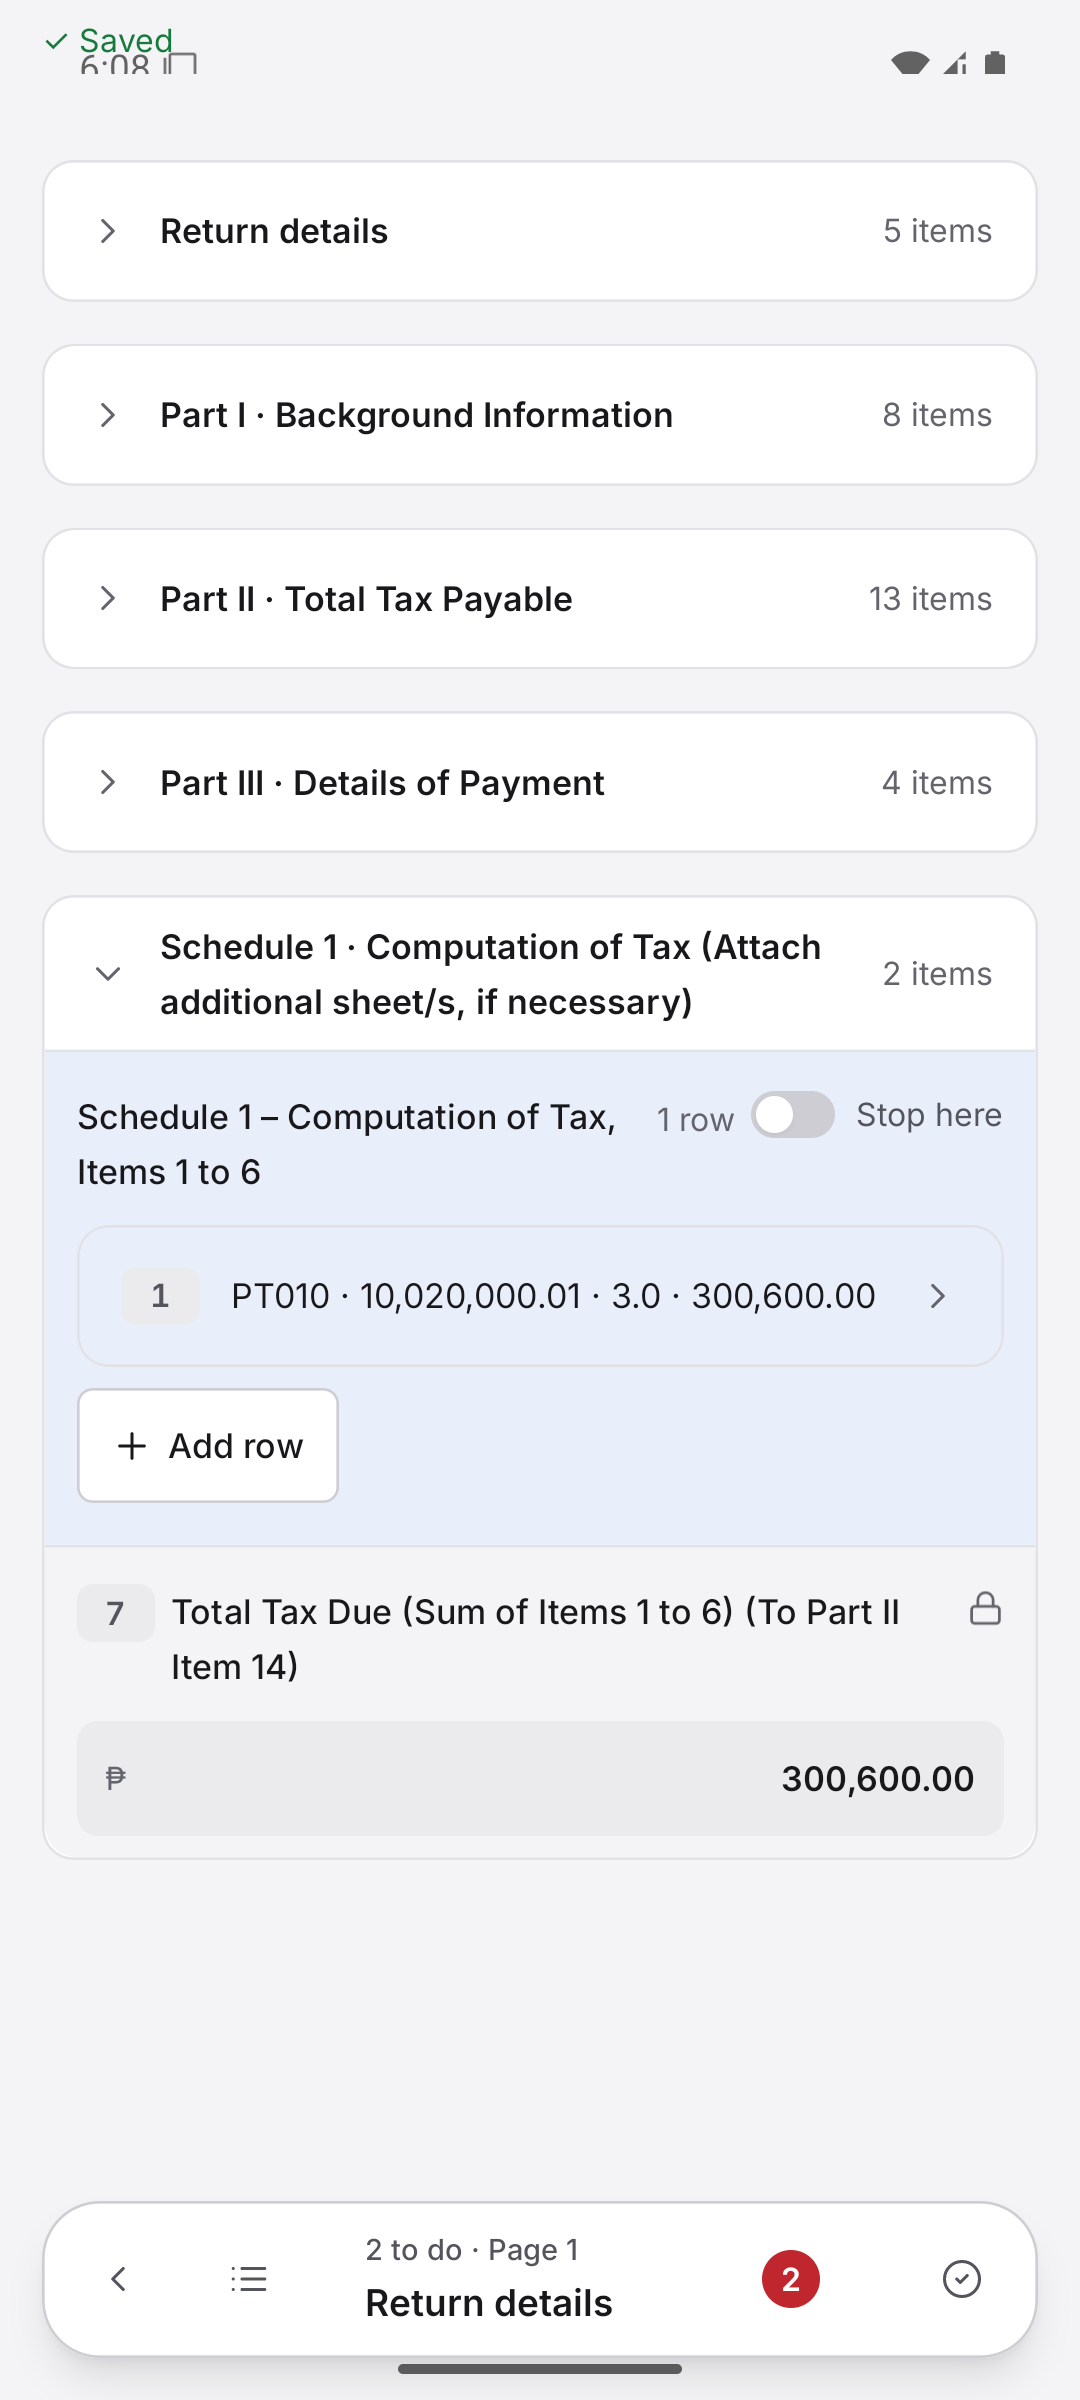 Saved
6:08
Return details
5 items
Part I · Background Information
8 items
Part II · Total Tax Payable
13 items
Part III · Details of Payment
4 items
Schedule 1 · Computation of Tax (Attach
additional sheet/s, if necessary)
2 items
Schedule 1 – Computation of Tax,
Items 1 to 6
1 row
Stop here
1
PT010 · 10,020,000.01 · 3.0 · 300,600.00
Add row
7
Total Tax Due (Sum of Items 1 to 6) (To Part II
Item 14)
₱
300,600.00
2 to do · Page 1
Return details
2